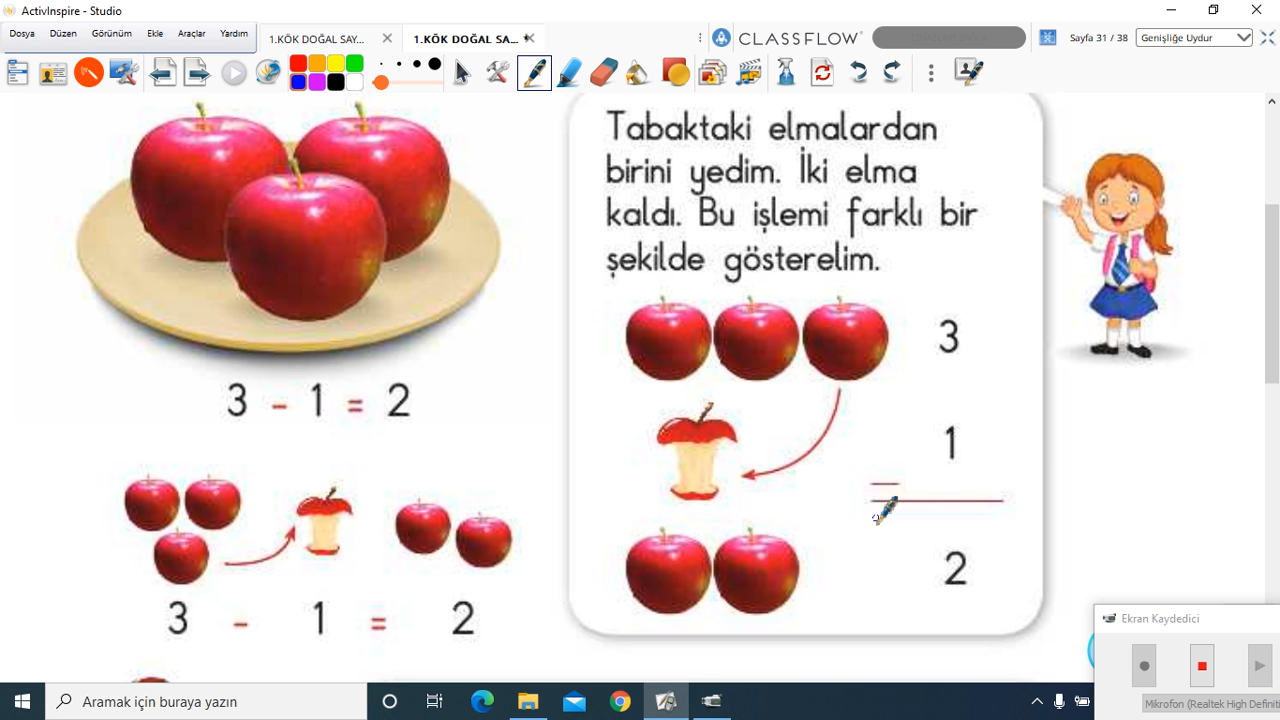 ActivInspire - Studio
Dosya Düzen Görünüm Ekle Araçlar Yardım
1.KÖK DOĞAL SAY...
1.KÖK DOĞAL SA...
CLASSFLOW
Sayfa 31 / 38
Genişliğe Uydur
3 - 1 = 2
3 - 1 = 2
Tabaktaki elmalardan
birini yedim. İki elma
kaldı. Bu işlemi farklı bir
şekilde gösterelim.
3
1
2
Ekran Kaydedici
Mikrofon (Realtek High Definiti
Aramak için buraya yazın